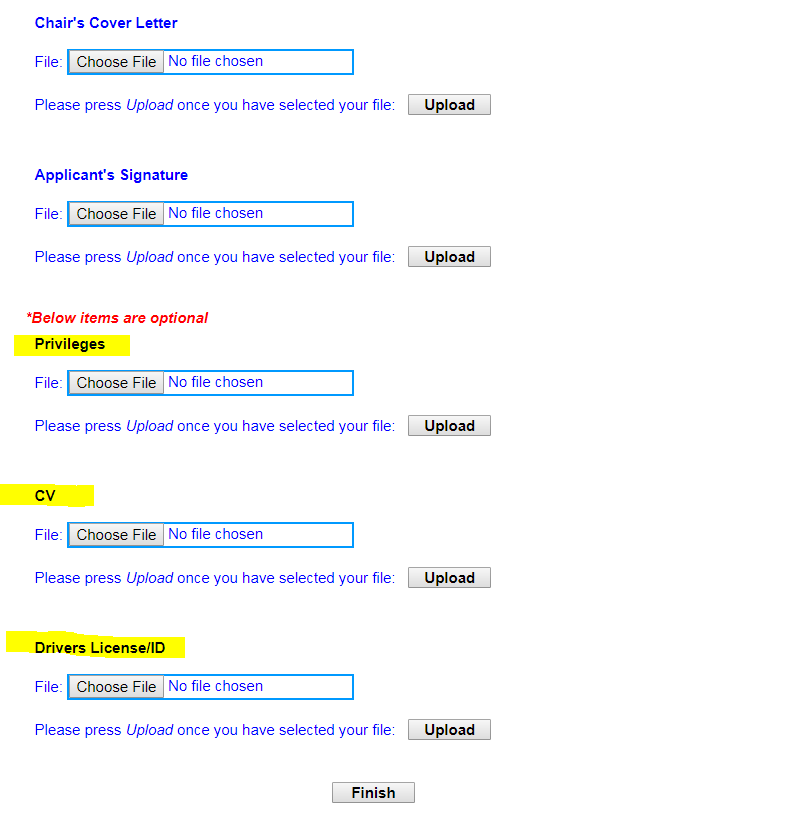 Chair's Cover Letter
File: Choose File No file chosen
Please press Upload once you have selected your file: Upload
Applicant's Signature
File: Choose File No file chosen
Please press Upload once you have selected your file: Upload
*Below items are optional
Privileges
File: Choose File No file chosen
Please press Upload once you have selected your file: Upload
CV
File: Choose File No file chosen
Please press Upload once you have selected your file: Upload
Drivers License/ID
File: Choose File No file chosen
Please press Upload once you have selected your file: Upload
Finish